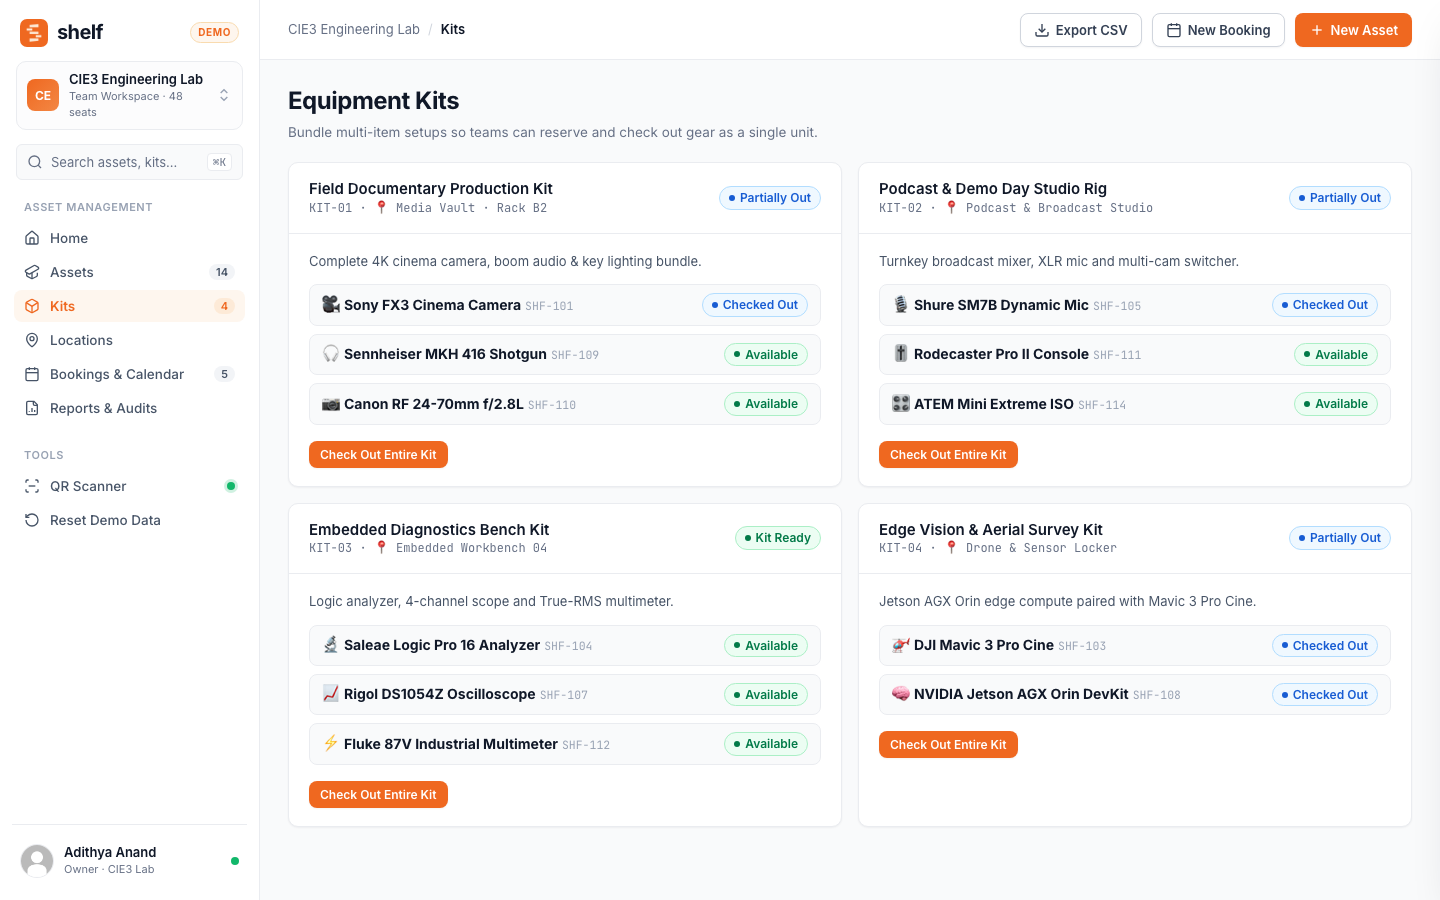 shelf
DEMO
CE
CIE3 Engineering Lab
Team Workspace · 48
seats
Search assets, kits...
⌘K
ASSET MANAGEMENT
Home
Assets 14
Kits 4
Locations
Bookings & Calendar 5
Reports & Audits
TOOLS
QR Scanner
Reset Demo Data
Adithya Anand
Owner · CIE3 Lab
CIE3 Engineering Lab / Kits
Export CSV
New Booking
New Asset
Equipment Kits
Bundle multi-item setups so teams can reserve and check out gear as a single unit.
Field Documentary Production Kit
KIT-01 · 📍 Media Vault · Rack B2
Partially Out
Complete 4K cinema camera, boom audio & key lighting bundle.
Sony FX3 Cinema Camera SHF-101 Checked Out
Sennheiser MKH 416 Shotgun SHF-109 Available
Canon RF 24-70mm f/2.8L SHF-110 Available
Check Out Entire Kit
Podcast & Demo Day Studio Rig
KIT-02 · 📍 Podcast & Broadcast Studio
Partially Out
Turnkey broadcast mixer, XLR mic and multi-cam switcher.
Shure SM7B Dynamic Mic SHF-105 Checked Out
Rodecaster Pro II Console SHF-111 Available
ATEM Mini Extreme ISO SHF-114 Available
Check Out Entire Kit
Embedded Diagnostics Bench Kit
KIT-03 · 📍 Embedded Workbench 04
Kit Ready
Logic analyzer, 4-channel scope and True-RMS multimeter.
Saleae Logic Pro 16 Analyzer SHF-104 Available
Rigol DS1054Z Oscilloscope SHF-107 Available
Fluke 87V Industrial Multimeter SHF-112 Available
Check Out Entire Kit
Edge Vision & Aerial Survey Kit
KIT-04 · 📍 Drone & Sensor Locker
Partially Out
Jetson AGX Orin edge compute paired with Mavic 3 Pro Cine.
DJI Mavic 3 Pro Cine SHF-103 Checked Out
NVIDIA Jetson AGX Orin DevKit SHF-108 Checked Out
Check Out Entire Kit